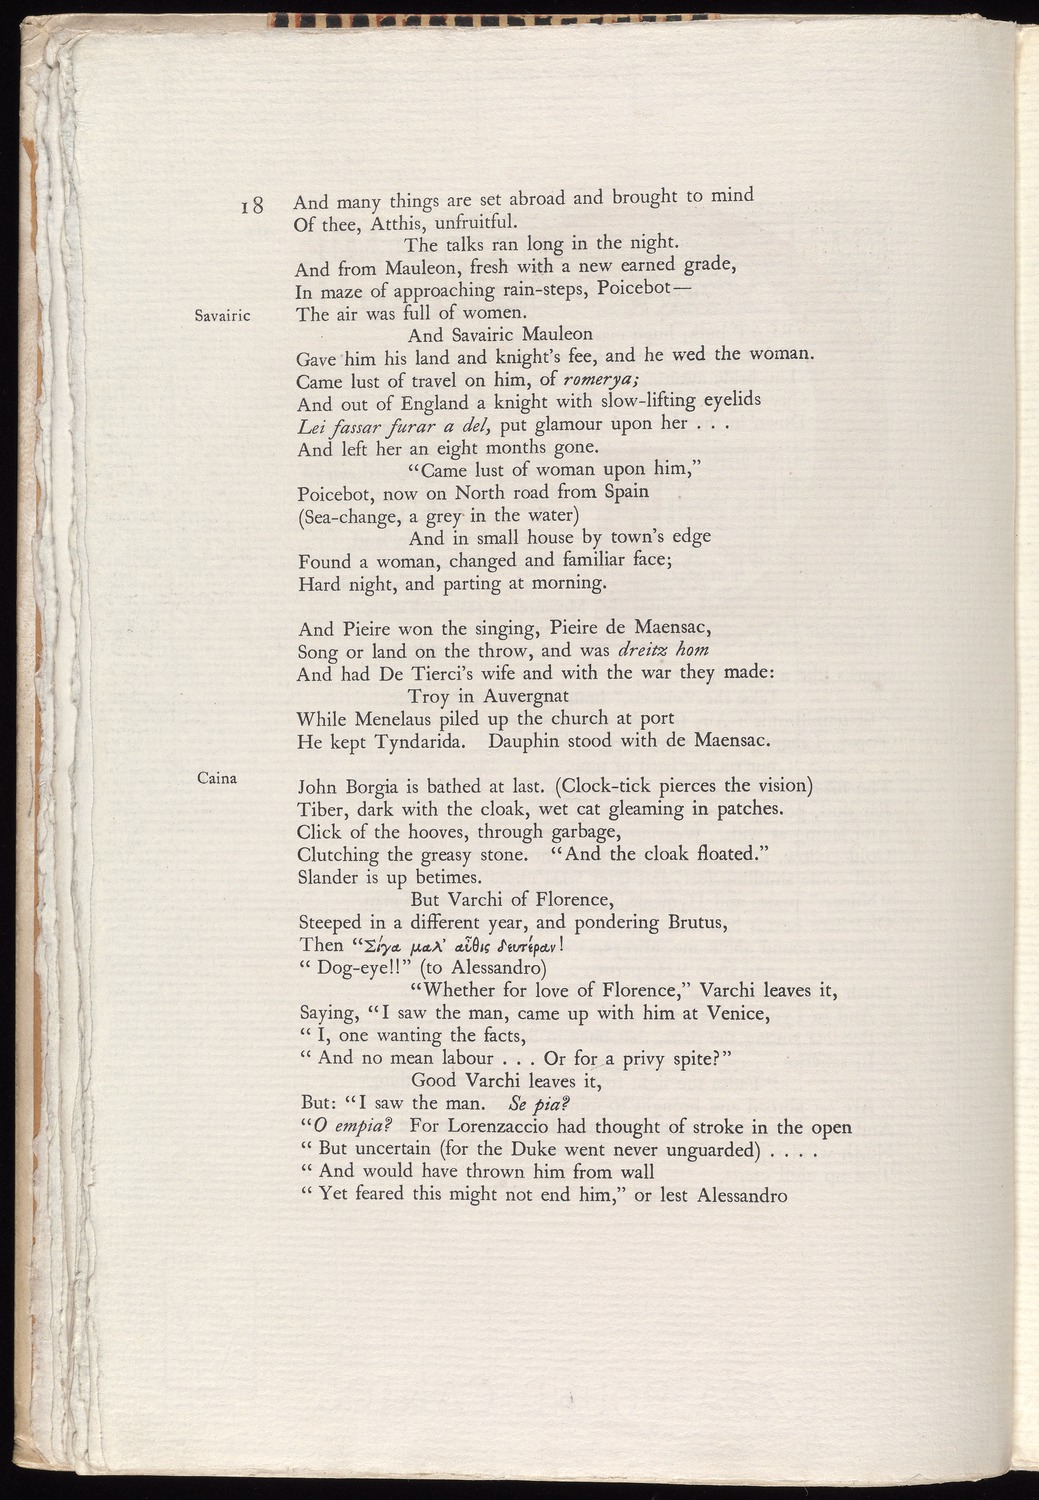 18
And many things are set abroad and brought to mind
Of thee, Atthis, unfruitful.
The talks ran long in the night.
And from Mauleon, fresh with a new earned grade,
In maze of approaching rain-steps, Poicebot—
Savairic
The air was full of women.
And Savairic Mauleon
Gave him his land and knight's fee, and he wed the woman.
Came lust of travel on him, of romerya;
And out of England a knight with slow-lifting eyelids
Lei fassar furar a del, put glamour upon her . . .
And left her an eight months gone.
“Came lust of woman upon him,”
Poicebot, now on North road from Spain
(Sea-change, a grey in the water)
And in small house by town's edge
Found a woman, changed and familiar face;
Hard night, and parting at morning.
And Pieire won the singing, Pieire de Maensac,
Song or land on the throw, and was dreitz hom
And had De Tierci's wife and with the war they made:
Troy in Auvergnat
While Menelaus piled up the church at port
He kept Tyndarida. Dauphin stood with de Maensac.
Caina
John Borgia is bathed at last. (Clock-tick pierces the vision)
Tiber, dark with the cloak, wet cat gleaming in patches.
Click of the hooves, through garbage,
Clutching the greasy stone. “And the cloak floated.”
Slander is up betimes.
But Varchi of Florence,
Steeped in a different year, and pondering Brutus,
Then “Σίγα μαλ’ αὖθις δευτέραν!
“ Dog-eye!!” (to Alessandro)
“Whether for love of Florence,” Varchi leaves it,
Saying, “I saw the man, came up with him at Venice,
“ I, one wanting the facts,
“ And no mean labour . . . Or for a privy spite?”
Good Varchi leaves it,
But: “I saw the man. Se pia?
“O empia? For Lorenzaccio had thought of stroke in the open
“ But uncertain (for the Duke went never unguarded) . . . .
“ And would have thrown him from wall
“ Yet feared this might not end him,” or lest Alessandro